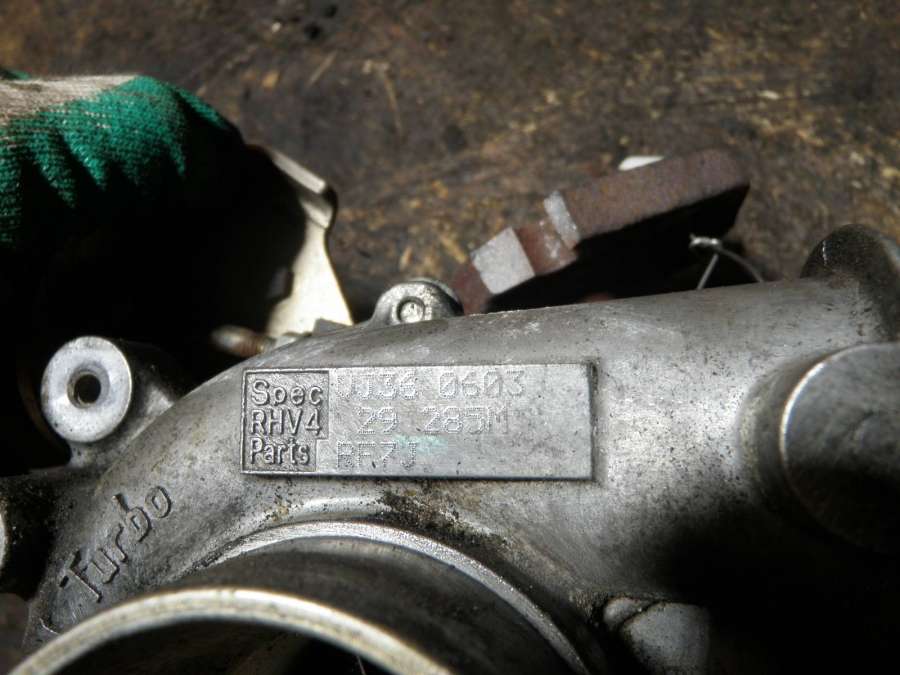 Spec VJ36 0603
RHV4 29 285M
Parts RF7J
Turbo